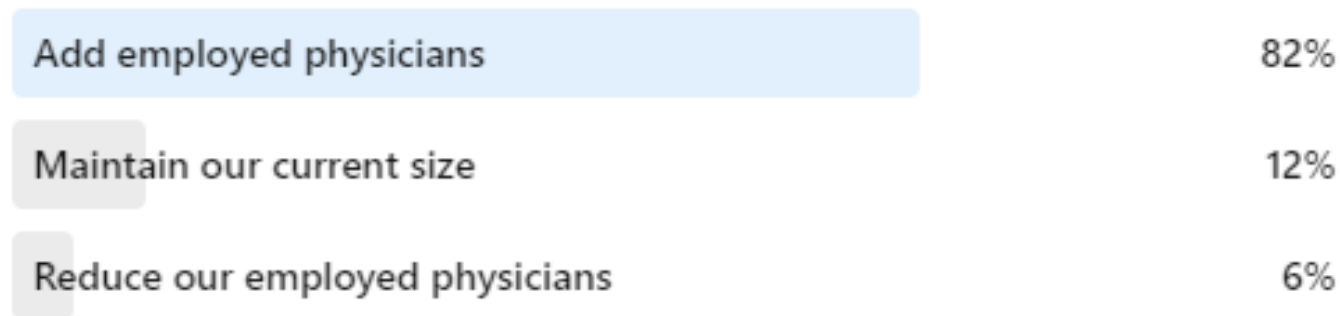 Add employed physicians 82%
Maintain our current size 12%
Reduce our employed physicians 6%